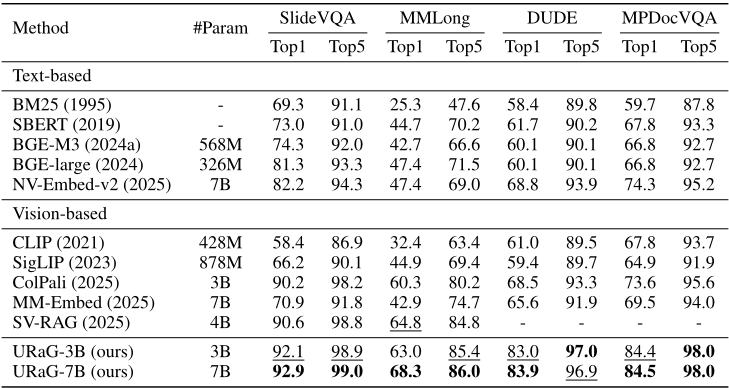 Method #Param SlideVQA MMLong DUDE MPDocVQA
Top1 Top5 Top1 Top5 Top1 Top5 Top1 Top5
Text-based
BM25 (1995) - 69.3 91.1 25.3 47.6 58.4 89.8 59.7 87.8
SBERT (2019) - 73.0 91.0 44.7 70.2 61.7 90.2 67.8 93.3
BGE-M3 (2024a) 568M 74.3 92.0 42.7 66.6 60.1 90.1 66.8 92.7
BGE-large (2024) 326M 81.3 93.3 47.4 71.5 60.1 90.1 66.8 92.7
NV-Embed-v2 (2025) 7B 82.2 94.3 47.4 69.0 68.8 93.9 74.3 95.2
Vision-based
CLIP (2021) 428M 58.4 86.9 32.4 63.4 61.0 89.5 67.8 93.7
SigLIP (2023) 878M 66.2 90.1 44.9 69.4 59.4 89.7 64.9 91.9
ColPali (2025) 3B 90.2 98.2 60.3 80.2 68.5 93.3 73.6 95.6
MM-Embed (2025) 7B 70.9 91.8 42.9 74.7 65.6 91.9 69.5 94.0
SV-RAG (2025) 4B 90.6 98.8 64.8 84.8 - - - -
URaG-3B (ours) 3B 92.1 98.9 63.0 85.4 83.0 97.0 84.4 98.0
URaG-7B (ours) 7B 92.9 99.0 68.3 86.0 83.9 96.9 84.5 98.0